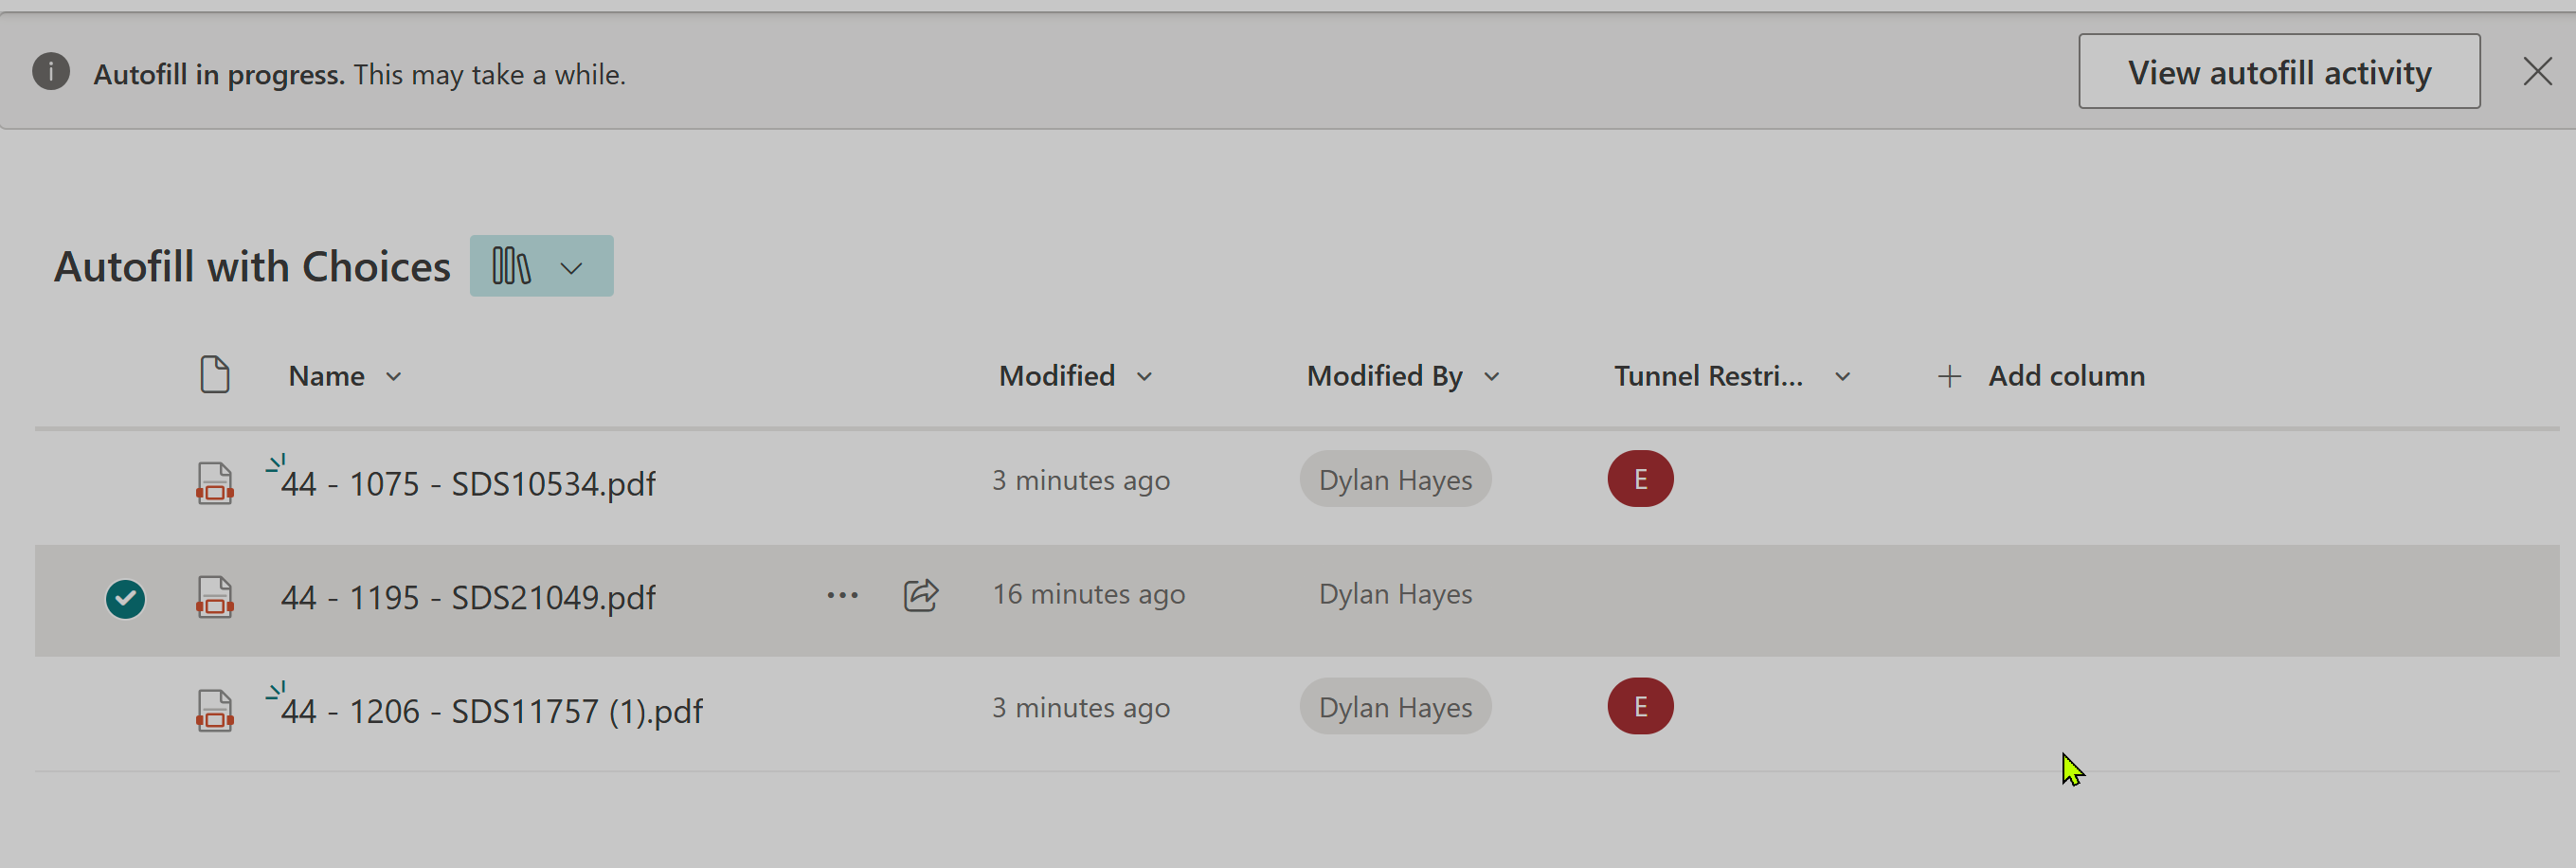 Autofill in progress. This may take a while.
View autofill activity
Autofill with Choices
Name Modified Modified By Tunnel Restri... Add column
44 - 1075 - SDS10534.pdf 3 minutes ago Dylan Hayes E
44 - 1195 - SDS21049.pdf 16 minutes ago Dylan Hayes
44 - 1206 - SDS11757 (1).pdf 3 minutes ago Dylan Hayes E